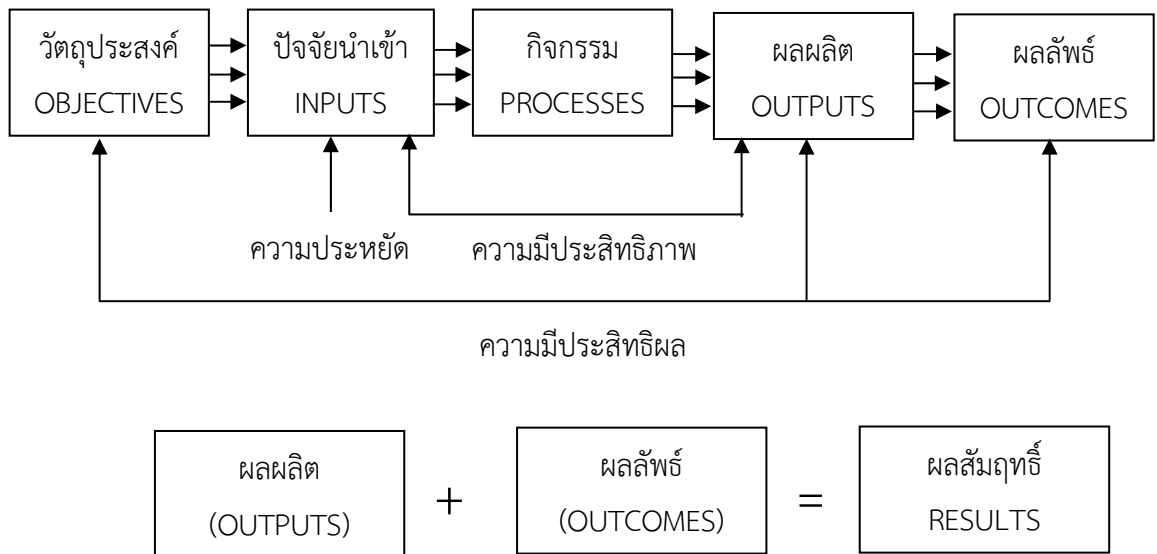 วัตถุประสงค์
OBJECTIVES
ปัจจัยนำเข้า
INPUTS
กิจกรรม
PROCESSES
ผลผลิต
OUTPUTS
ผลลัพธ์
OUTCOMES
ความประหยัด
ความมีประสิทธิภาพ
ความมีประสิทธิผล
ผลผลิต
(OUTPUTS)
+
ผลลัพธ์
(OUTCOMES)
=
ผลสัมฤทธิ์
RESULTS